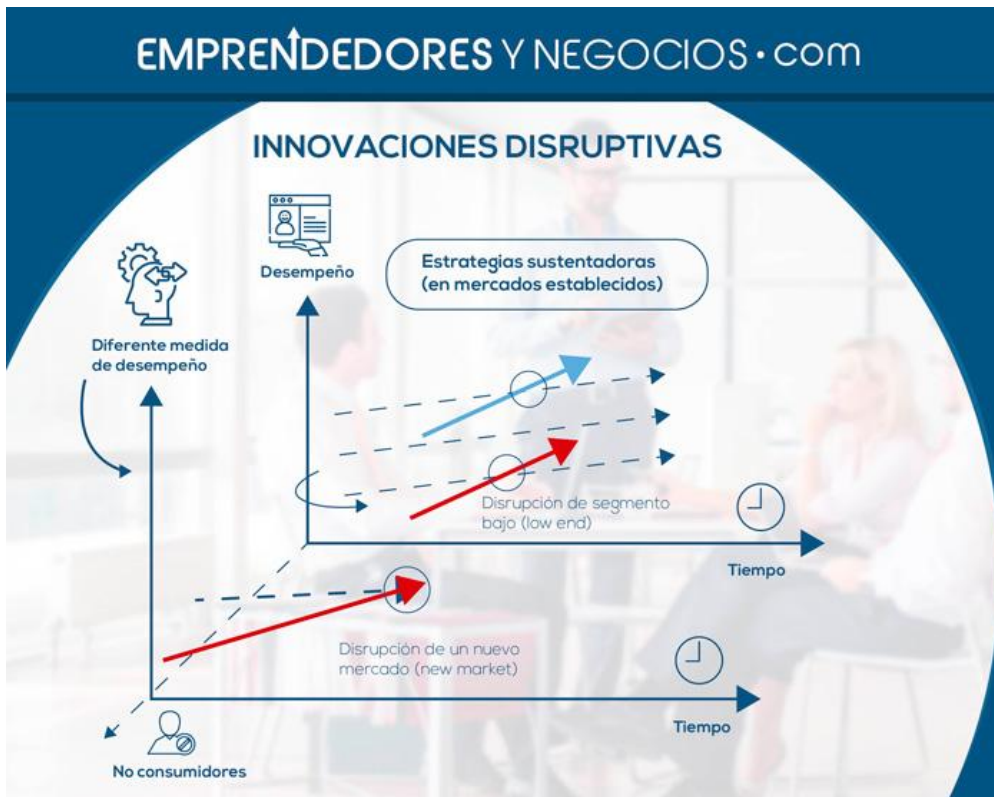 EMPRENDEDORES Y NEGOCIOS • com
INNOVACIONES DISRUPTIVAS
Desempeño
Estrategias sustentadoras
(en mercados establecidos)
Diferente medida
de desempeño
Disrupción de segmento
bajo (low end)
Tiempo
Disrupción de un nuevo
mercado (new market)
Tiempo
No consumidores